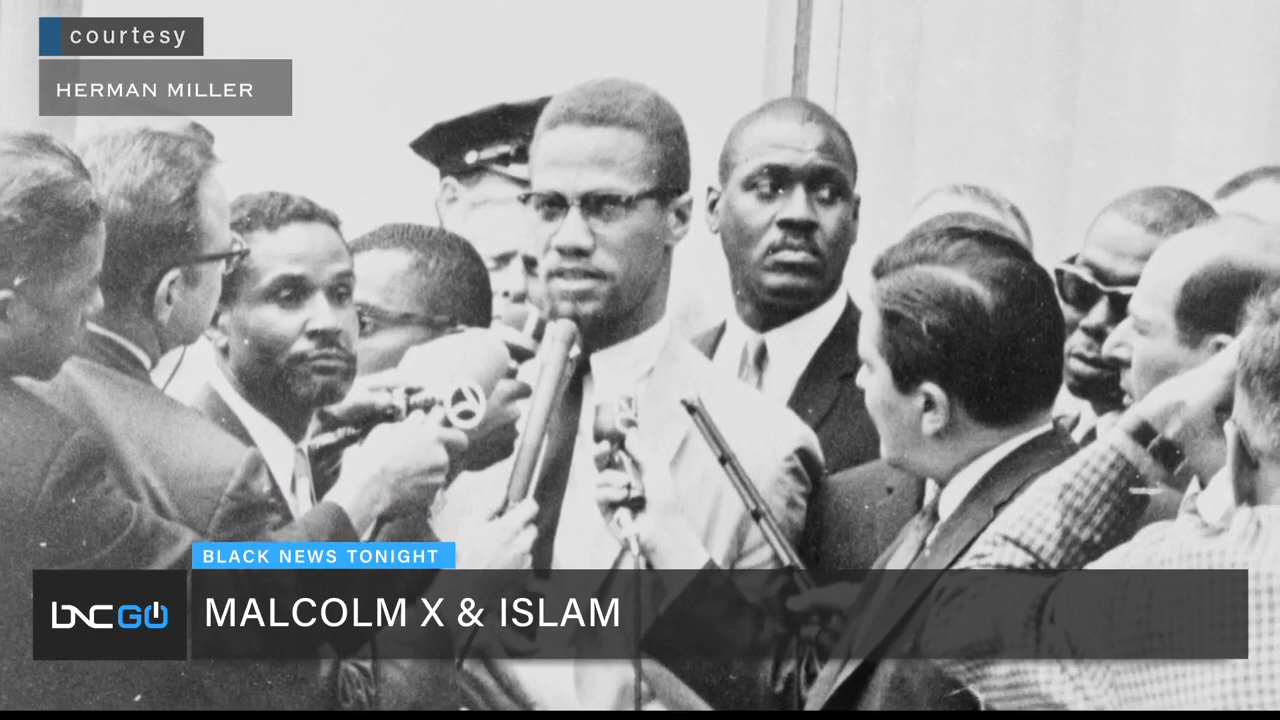 courtesy
HERMAN MILLER
BLACK NEWS TONIGHT
BNC GO
MALCOLM X & ISLAM